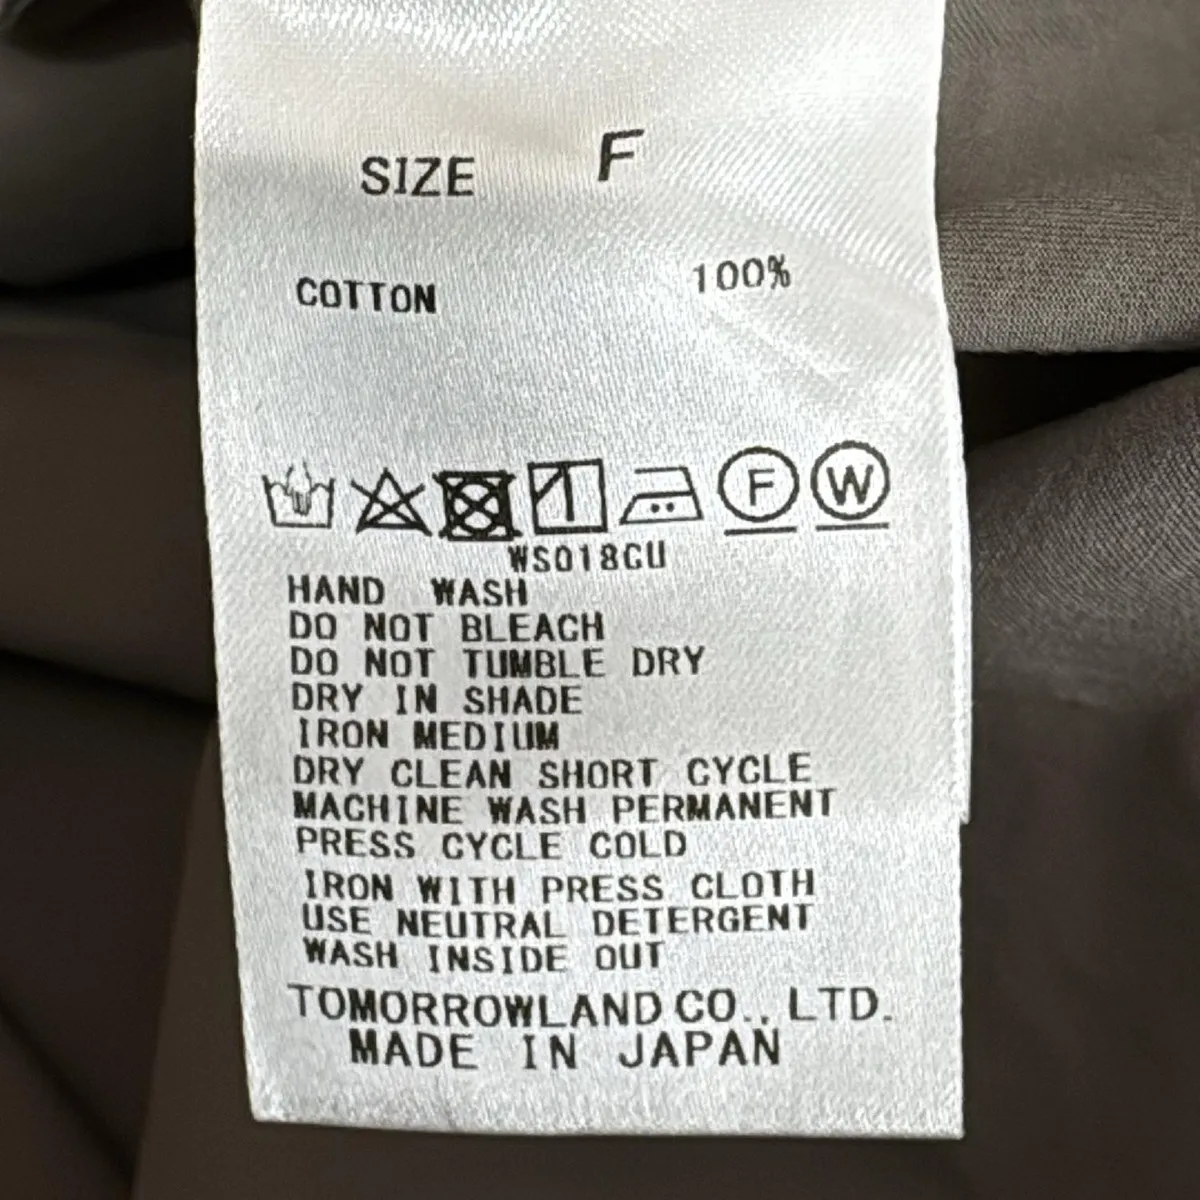 SIZE F
COTTON 100%
F W
WS018CU
HAND WASH
DO NOT BLEACH
DO NOT TUMBLE DRY
DRY IN SHADE
IRON MEDIUM
DRY CLEAN SHORT CYCLE
MACHINE WASH PERMANENT
PRESS CYCLE COLD
IRON WITH PRESS CLOTH
USE NEUTRAL DETERGENT
WASH INSIDE OUT
TOMORROWLAND CO., LTD.
MADE IN JAPAN